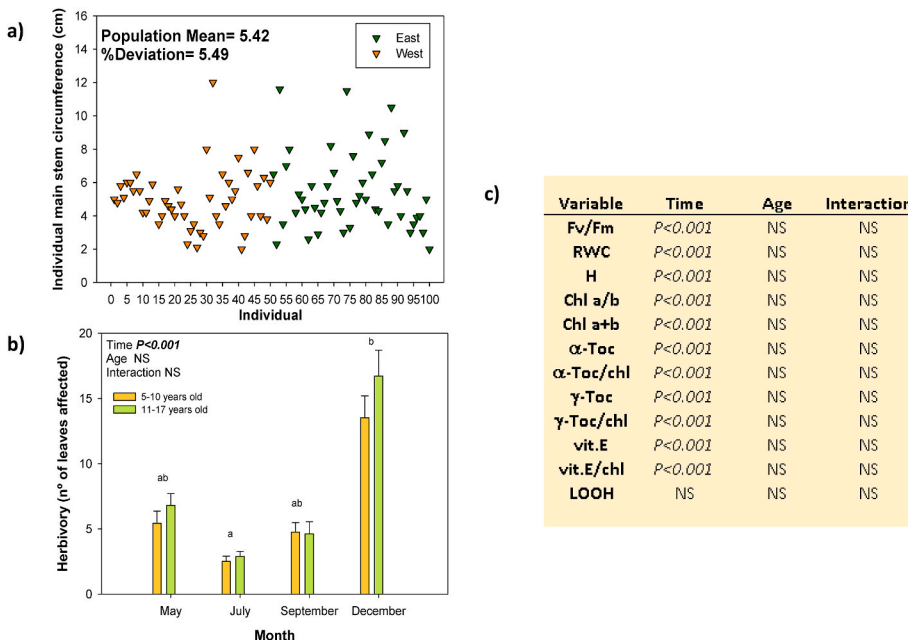 a)
Population Mean= 5.42
%Deviation= 5.49
East
West
Individual main stem circumference (cm)
16
14
12
10
8
6
4
2
0
0 5 10 15 20 25 30 35 40 45 50 55 60 65 70 75 80 85 90 95 100
Individual
b)
Time P<0.001
Age NS
Interaction NS
5-10 years old
11-17 years old
Herbivory (nº of leaves affected)
20
15
10
5
0
ab
a
ab
b
May July September December
Month
c)
Variable Time Age Interaction
Fv/Fm P<0.001 NS NS
RWC P<0.001 NS NS
H P<0.001 NS NS
Chl a/b P<0.001 NS NS
Chl a+b P<0.001 NS NS
α-Toc P<0.001 NS NS
α-Toc/chl P<0.001 NS NS
γ-Toc P<0.001 NS NS
γ-Toc/chl P<0.001 NS NS
vit.E P<0.001 NS NS
vit.E/chl P<0.001 NS NS
LOOH NS NS NS